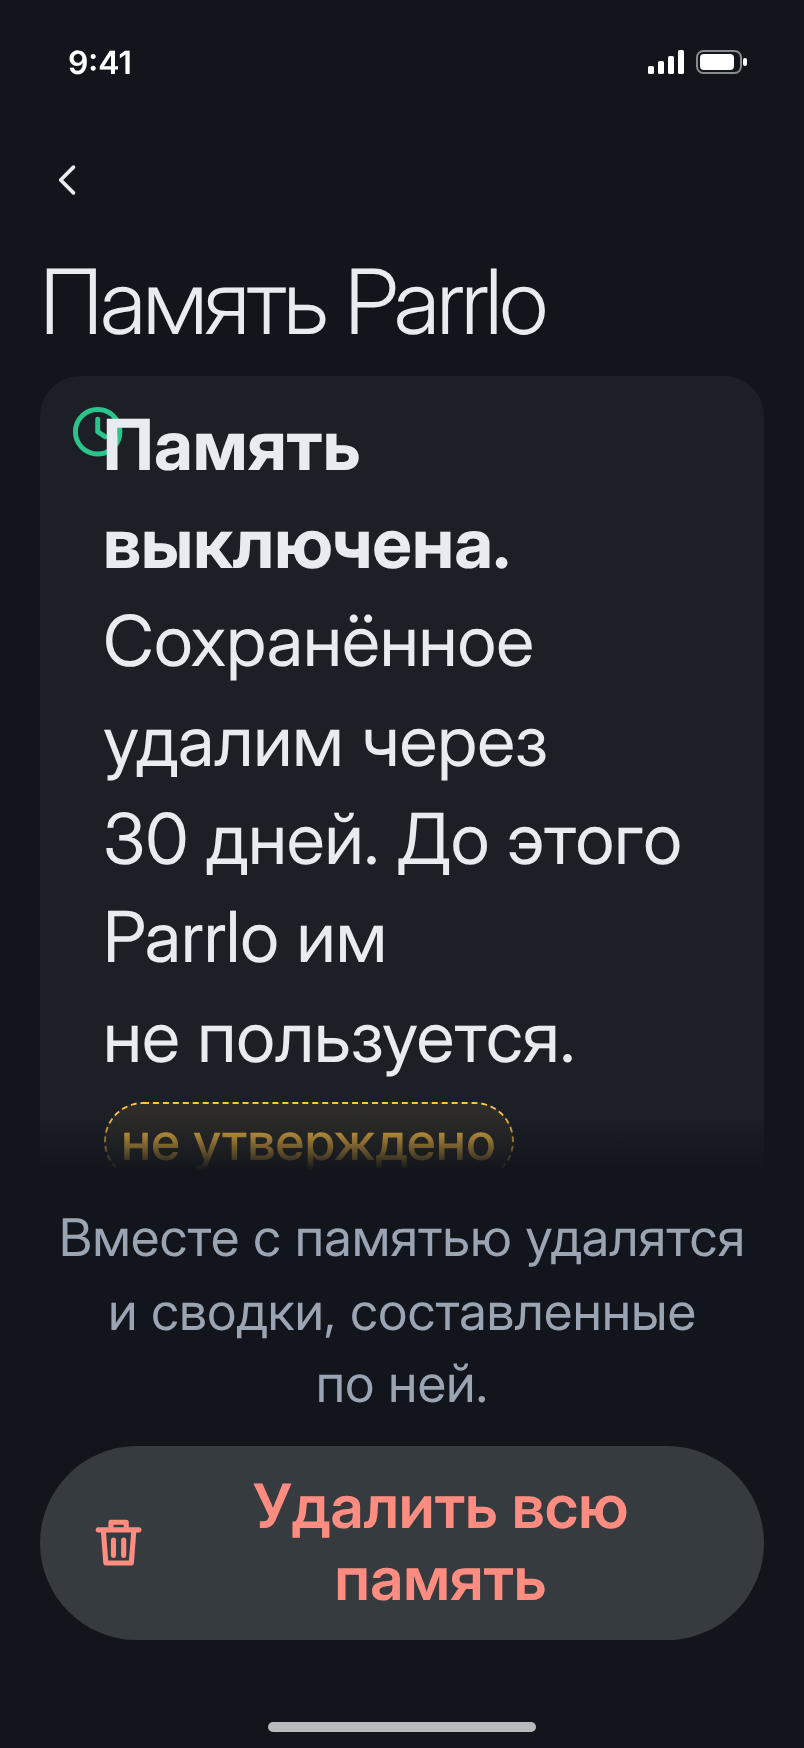 9:41
Память Parrlo
Память
выключена.
Сохранённое
удалим через
30 дней. До этого
Parrlo им
не пользуется.
не утверждено
Вместе с памятью удалятся
и сводки, составленные
по ней.
Удалить всю
память